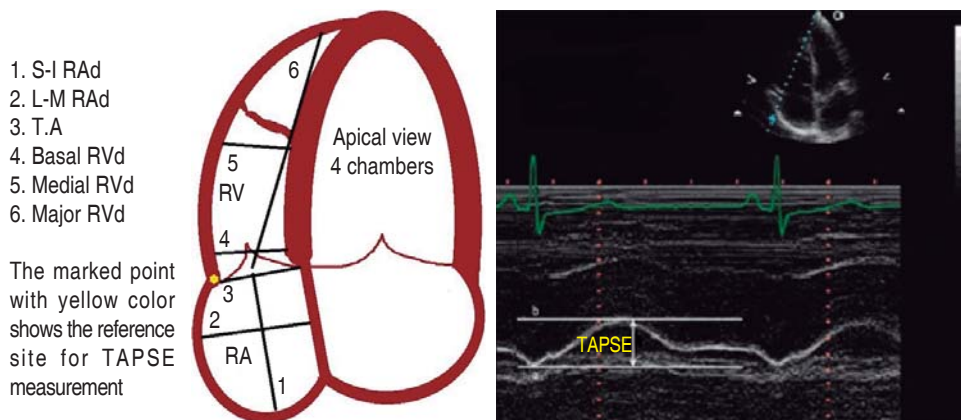 1. S-I RAd
2. L-M RAd
3. T.A
4. Basal RVd
5. Medial RVd
6. Major RVd
The marked point
with yellow color
shows the reference
site for TAPSE
measurement
6
Apical view
4 chambers
5
RV
4
3
2
RA
1
b
TAPSE
a